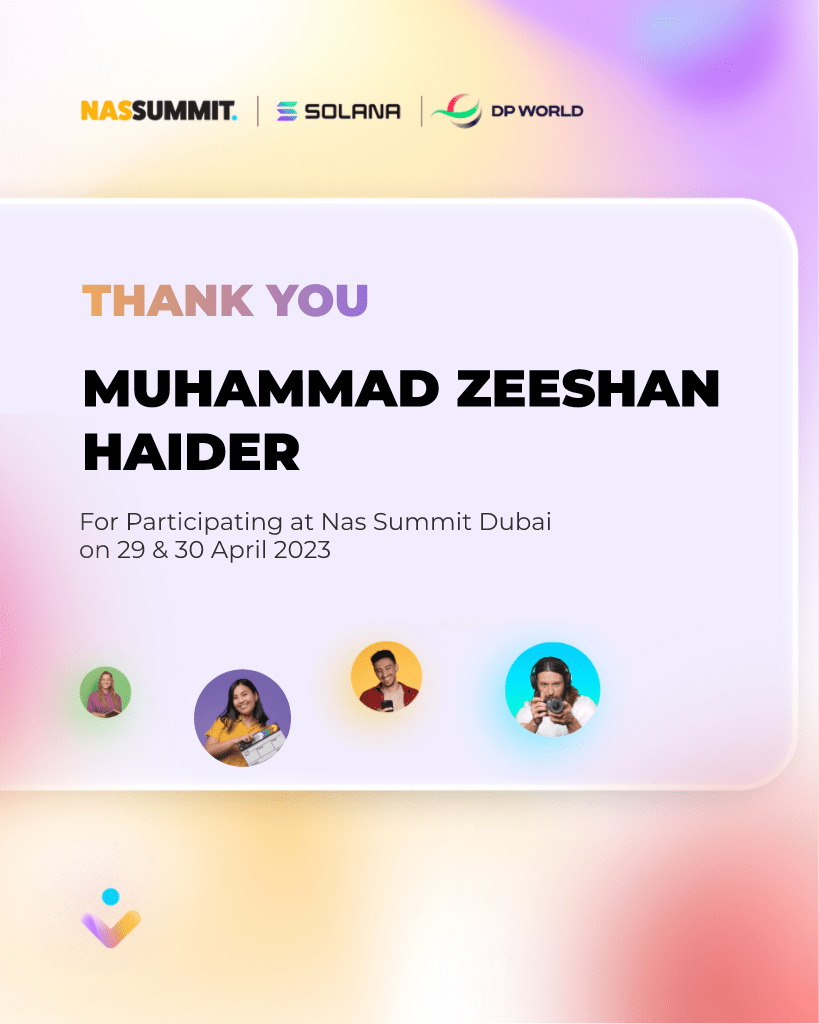 NASSUMMIT. SOLANA DP WORLD
THANK YOU
MUHAMMAD ZEESHAN
HAIDER
For Participating at Nas Summit Dubai
on 29 & 30 April 2023